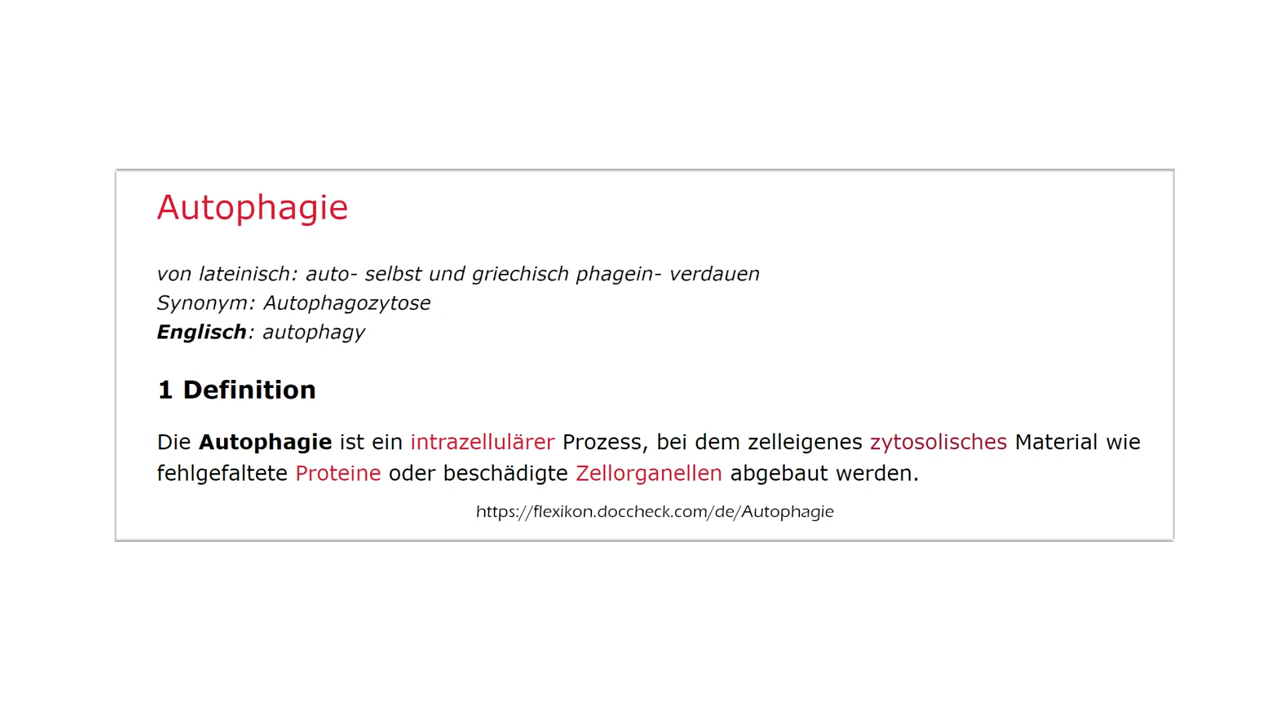 Autophagie
von lateinisch: auto- selbst und griechisch phagein- verdauen
Synonym: Autophagozytose
Englisch: autophagy
1 Definition
Die Autophagie ist ein intrazellulärer Prozess, bei dem zelleigenes zytosolisches Material wie
fehlgefaltete Proteine oder beschädigte Zellorganellen abgebaut werden.
https://flexikon.doccheck.com/de/Autophagie